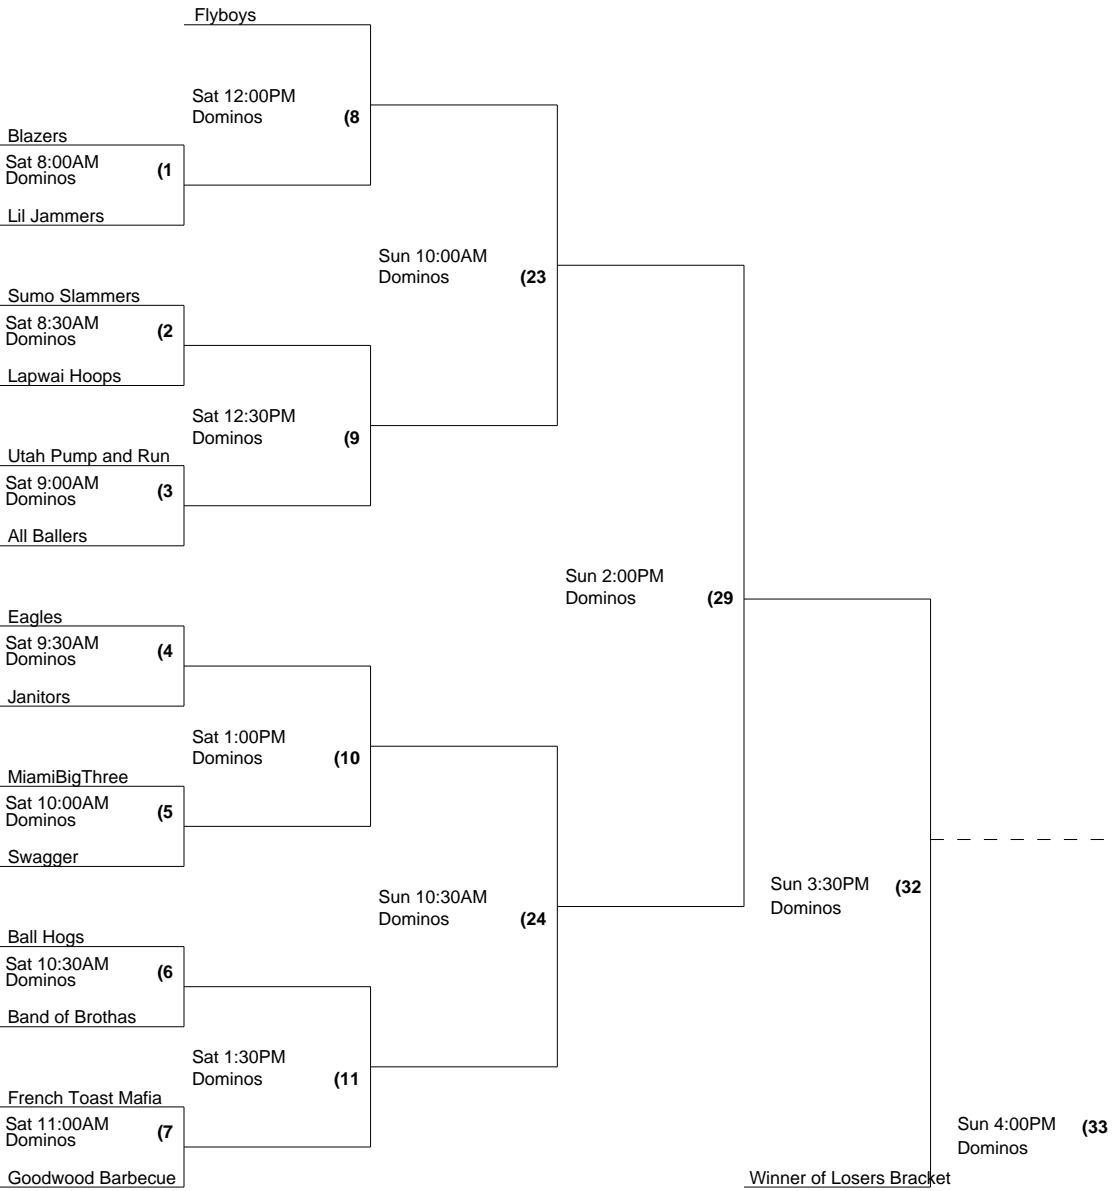 Flyboys
Sat 12:00PM
Dominos (8
Blazers
Sat 8:00AM
Dominos (1
Lil Jammers
Sun 10:00AM
Dominos (23
Sumo Slammers
Sat 8:30AM
Dominos (2
Lapwai Hoops
Sat 12:30PM
Dominos (9
Utah Pump and Run
Sat 9:00AM
Dominos (3
All Ballers
Sun 2:00PM
Dominos (29
Eagles
Sat 9:30AM
Dominos (4
Janitors
Sat 1:00PM
Dominos (10
MiamiBigThree
Sat 10:00AM
Dominos (5
Swagger
Sun 3:30PM (32
Dominos
Sun 10:30AM
Dominos (24
Ball Hogs
Sat 10:30AM
Dominos (6
Band of Brothas
Sat 1:30PM
Dominos (11
French Toast Mafia
Sat 11:00AM
Dominos (7
Sun 4:00PM (33
Dominos
Goodwood Barbecue
Winner of Losers Bracket